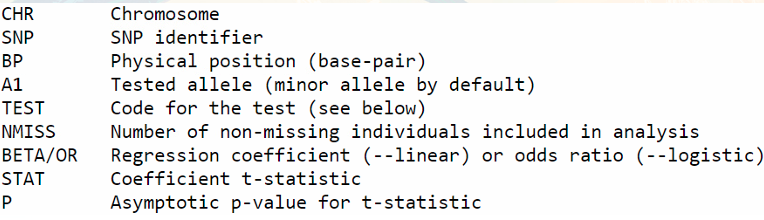 CHR Chromosome
SNP SNP identifier
BP Physical position (base-pair)
A1 Tested allele (minor allele by default)
TEST Code for the test (see below)
NMISS Number of non-missing individuals included in analysis
BETA/OR Regression coefficient (--linear) or odds ratio (--logistic)
STAT Coefficient t-statistic
P Asymptotic p-value for t-statistic